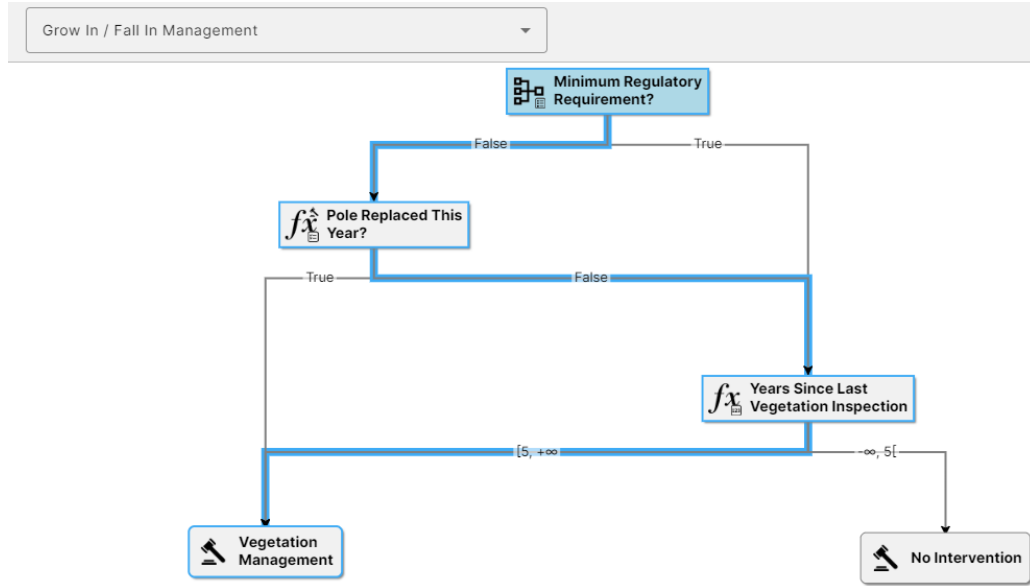 Grow In / Fall In Management
Minimum Regulatory
Requirement?
False
True
Pole Replaced This
Year?
True
False
Years Since Last
Vegetation Inspection
[5, +∞
-∞, 5[
Vegetation
Management
No Intervention